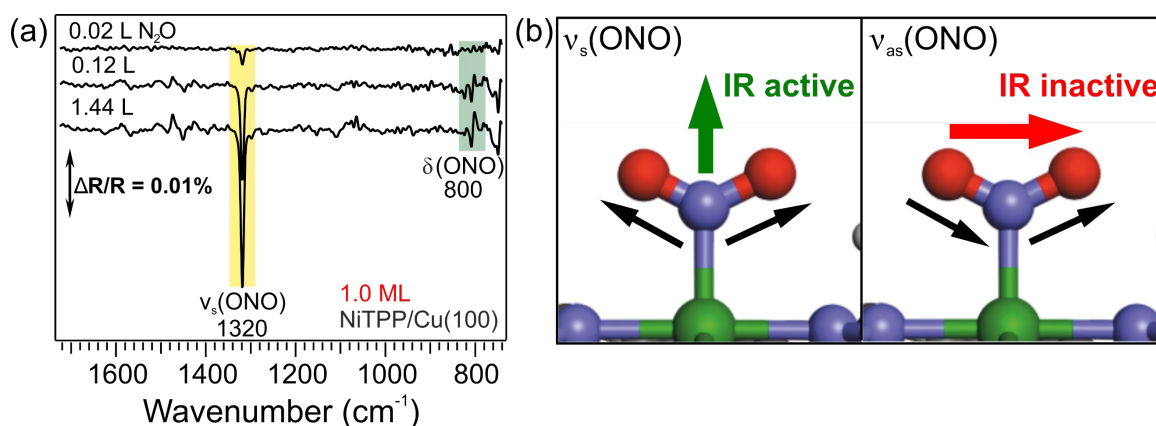 (a)
0.02 L N₂O
0.12 L
1.44 L
ΔR/R = 0.01%
δ(ONO)
800
νs(ONO)
1320
1.0 ML
NiTPP/Cu(100)
1600 1400 1200 1000 800
Wavenumber (cm⁻¹)
(b)
νs(ONO)
IR active
νas(ONO)
IR inactive